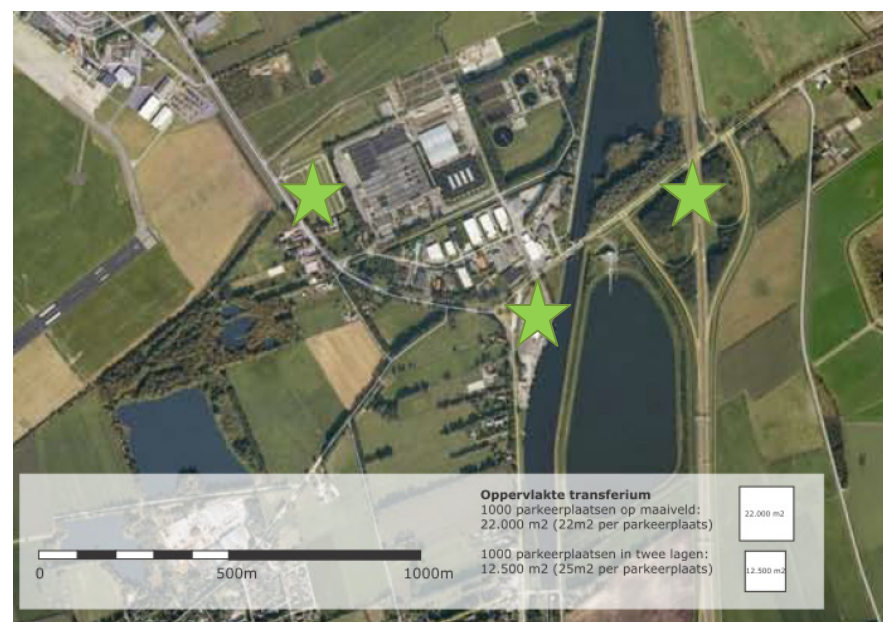 Oppervlakte transferium
1000 parkeerplaatsen op maaiveld:
22.000 m2 (22m2 per parkeerplaats)
22.000 m2
1000 parkeerplaatsen in twee lagen:
12.500 m2 (25m2 per parkeerplaats)
12.500 m2
0 500m 1000m